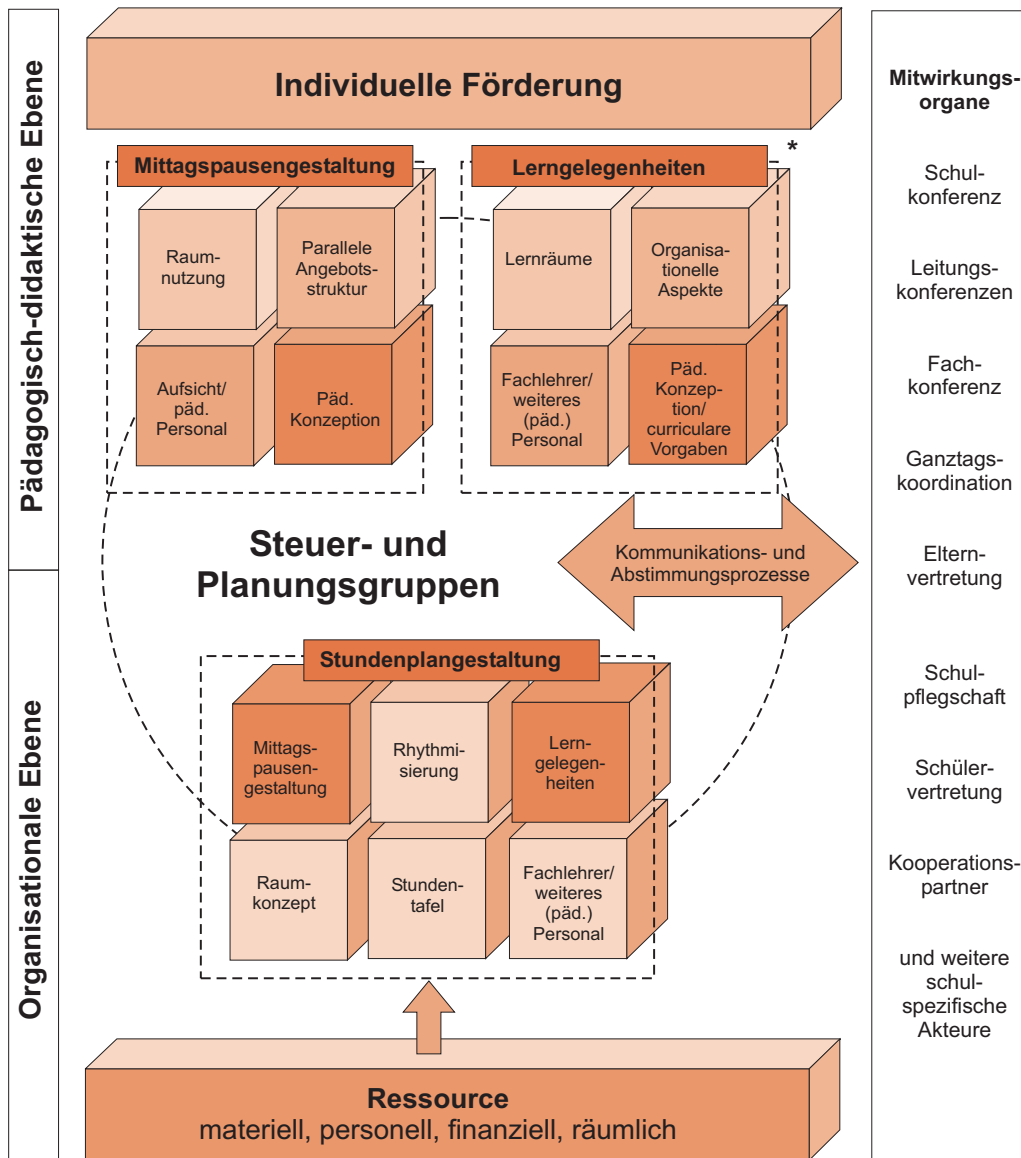 Pädagogisch-didaktische Ebene
Organisationale Ebene
Individuelle Förderung
Mittagspausengestaltung
Raum-
nutzung
Parallele
Angebots-
struktur
Aufsicht/
päd.
Personal
Päd.
Konzeption
Lerngelegenheiten
*
Lernräume
Organisa-
tionelle
Aspekte
Fachlehrer/
weiteres
(päd.)
Personal
Päd.
Konzep-
tion/
curriculare
Vorgaben
Steuer- und
Planungsgruppen
Kommunikations- und
Abstimmungsprozesse
Stundenplangestaltung
Mittags-
pausen-
gestaltung
Rhythmi-
sierung
Lern-
gelegen-
heiten
Raum-
konzept
Stunden-
tafel
Fachlehrer/
weiteres
(päd.)
Personal
Ressource
materiell, personell, finanziell, räumlich
Mitwirkungs-
organe
Schul-
konferenz
Leitungs-
konferenzen
Fach-
konferenz
Ganztags-
koordination
Eltern-
vertretung
Schul-
pflegschaft
Schüler-
vertretung
Kooperations-
partner
und weitere
schul-
spezifische
Akteure